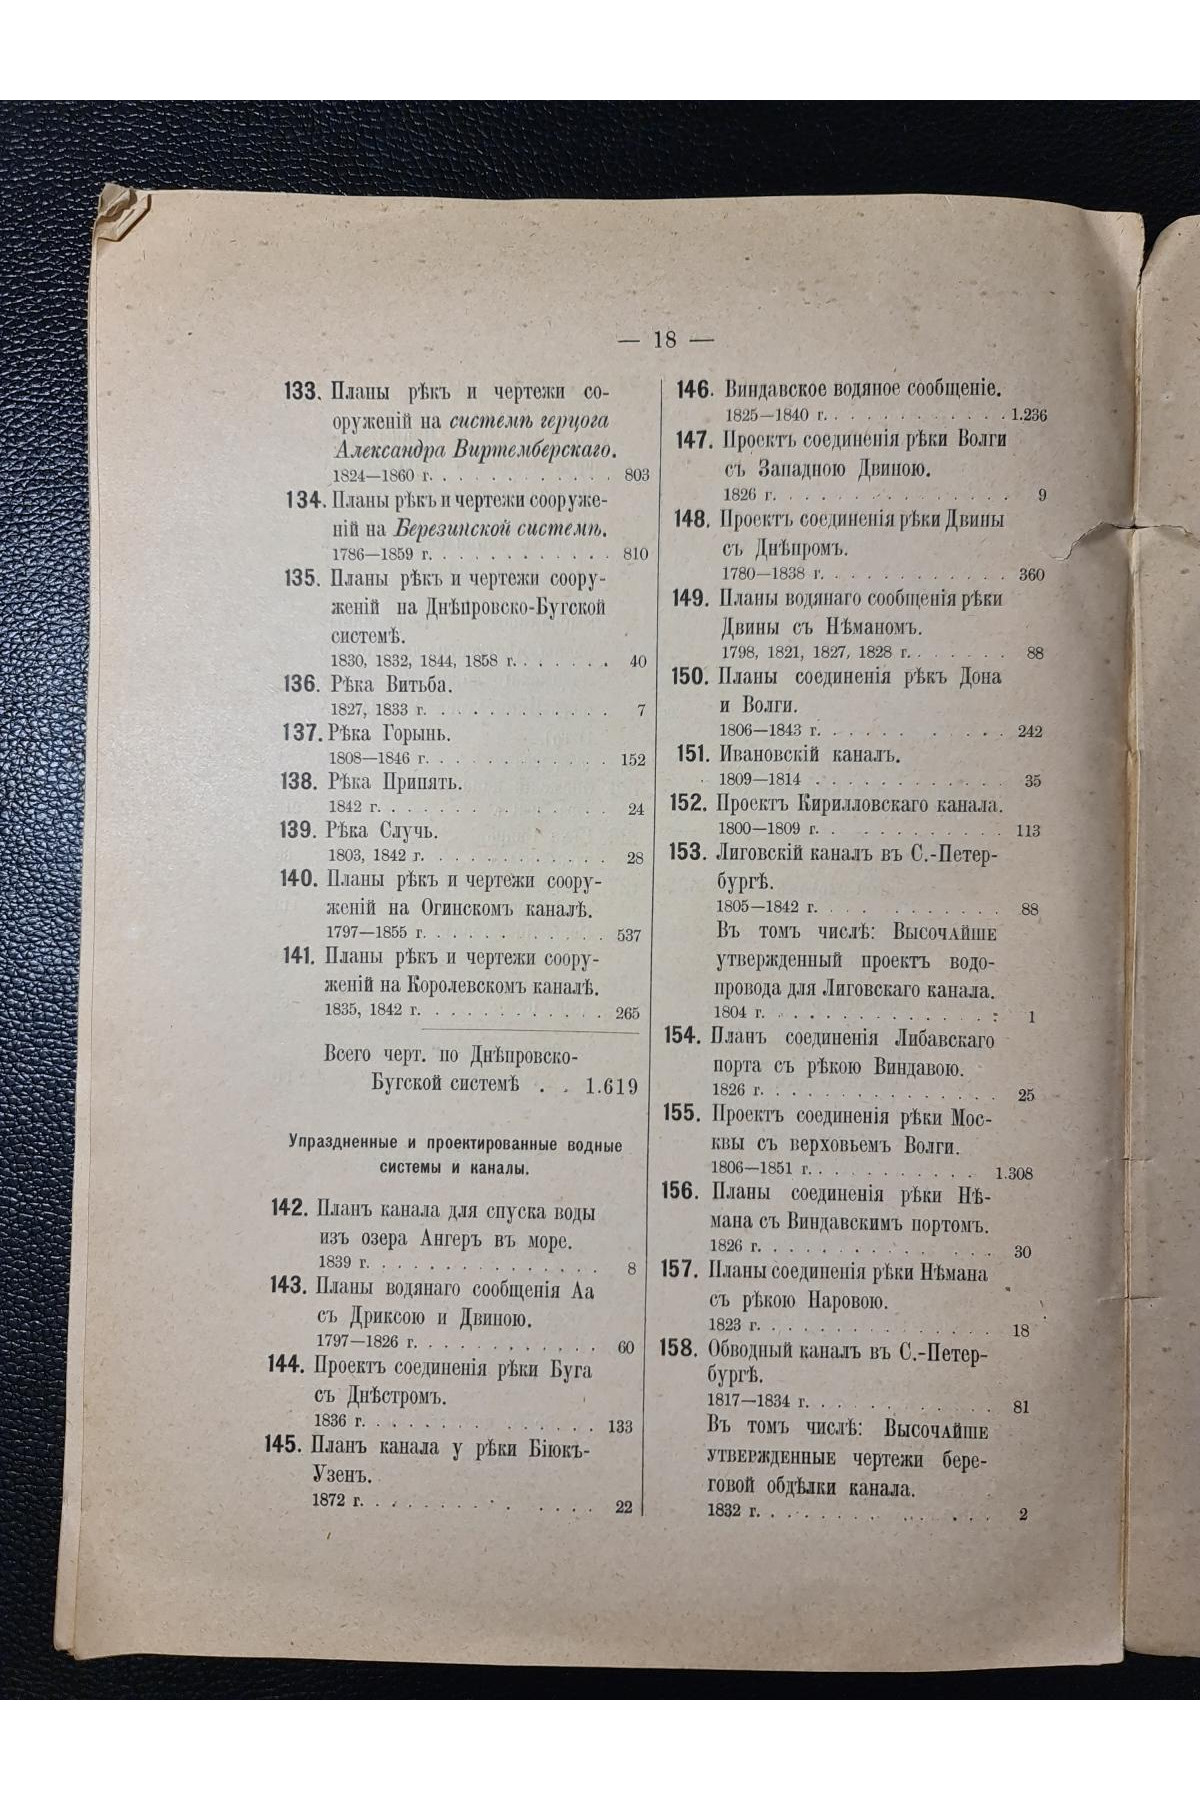 — 18 —
133. Планы рѣкъ и чертежи со-
оруженій на системѣ герцога
Александра Виртембергскаго.
1824—1860 г. . . . . . . . . . . . 803
134. Планы рѣкъ и чертежи сооруже-
ній на Березинской системѣ.
1786—1859 г. . . . . . . . . . . . 810
135. Планы рѣкъ и чертежи соору-
женій на Днѣпровско-Бугской
системѣ.
1830, 1832, 1844, 1858 г. . . . . . . 40
136. Рѣка Витьба.
1827, 1833 г. . . . . . . . . . . . 7
137. Рѣка Горынь.
1808—1846 г. . . . . . . . . . . . 152
138. Рѣка Припять.
1842 г. . . . . . . . . . . . . . 24
139. Рѣка Случь.
1803, 1842 г. . . . . . . . . . . . 28
140. Планы рѣкъ и чертежи соору-
женій на Огинскомъ каналѣ.
1797—1855 г. . . . . . . . . . . . 537
141. Планы рѣкъ и чертежи соору-
женій на Королевскомъ каналѣ.
1835, 1842 г. . . . . . . . . . . . 265
Всего черт. по Днѣпровско-
Бугской системѣ . . 1.619
Упраздненные и проектированные водныя
системы и каналы.
142. Планъ канала для спуска воды
изъ озера Ангеръ въ море.
1839 г. . . . . . . . . . . . . . 8
143. Планы водянаго сообщенія Аа
съ Дриксою и Двиною.
1797—1826 г. . . . . . . . . . . . 60
144. Проектъ соединенія рѣки Буга
съ Днѣстромъ.
1836 г. . . . . . . . . . . . . . 133
145. Планъ канала у рѣки Біюкъ-
Узень.
1872 г. . . . . . . . . . . . . . 22
146. Виндавское водяное сообщеніе.
1825—1840 г. . . . . . . . . . . . 1.236
147. Проектъ соединенія рѣки Волги
съ Западною Двиною.
1826 г. . . . . . . . . . . . . . 9
148. Проектъ соединенія рѣки Двины
съ Днѣпромъ.
1780—1838 г. . . . . . . . . . . . 360
149. Планы водянаго сообщенія рѣки
Двины съ Нѣманомъ.
1798, 1821, 1827, 1828 г. . . . . . . 88
150. Планы соединенія рѣкъ Дона
и Волги.
1806—1843 г. . . . . . . . . . . . 242
151. Ивановскій каналъ.
1809—1814 . . . . . . . . . . . . 35
152. Проектъ Кирилловскаго канала.
1800—1809 г. . . . . . . . . . . . 113
153. Лиговскій каналъ въ С.-Петер-
бургѣ.
1805—1842 г. . . . . . . . . . . . 88
Въ томъ числѣ: Высочайше
утвержденный проектъ водо-
провода для Лиговскаго канала.
1804 г. . . . . . . . . . . . . . 1
154. Планъ соединенія Либавскаго
порта съ рѣкою Виндавою.
1826 г. . . . . . . . . . . . . . 25
155. Проектъ соединенія рѣки Мос-
квы съ верховьемъ Волги.
1806—1851 г. . . . . . . . . . . . 1.308
156. Планы соединенія рѣки Нѣ-
мана съ Виндавскимъ портомъ.
1826 г. . . . . . . . . . . . . . 30
157. Планы соединенія рѣки Нѣмана
съ рѣкою Наровою.
1823 г. . . . . . . . . . . . . . 18
158. Обводный каналъ въ С.-Петер-
бургѣ.
1817—1834 г. . . . . . . . . . . . 81
Въ томъ числѣ: Высочайше
утвержденные чертежи бере-
говой обдѣлки канала.
1832 г. . . . . . . . . . . . . . 2